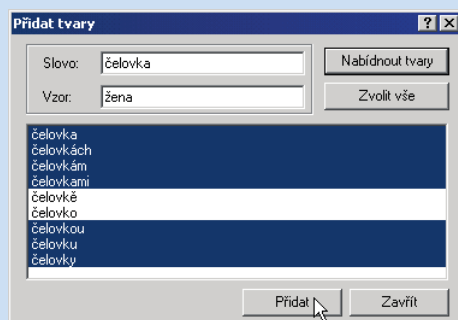 Přidat tvary
Slovo: čelovka Nabídnout tvary
Vzor: žena Zvolit vše
čelovka
čelovkách
čelovkám
čelovkami
čelovkě
čelovko
čelovkou
čelovku
čelovky
Přidat Zavřít